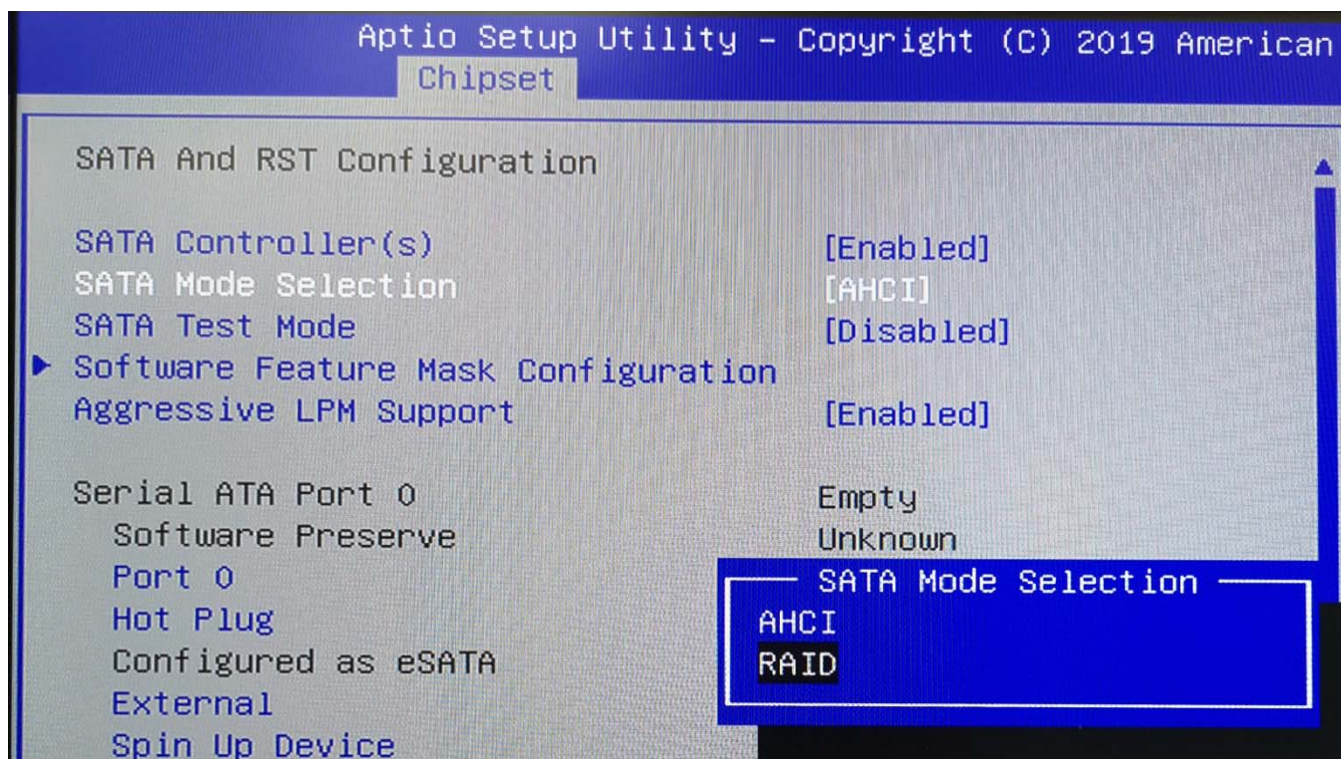 Aptio Setup Utility – Copyright (C) 2019 American
Chipset
SATA And RST Configuration
SATA Controller(s) [Enabled]
SATA Mode Selection [AHCI]
SATA Test Mode [Disabled]
Software Feature Mask Configuration
Aggressive LPM Support [Enabled]
Serial ATA Port 0 Empty
Software Preserve Unknown
Port 0
Hot Plug
Configured as eSATA
External
Spin Up Device
SATA Mode Selection
AHCI
RAID